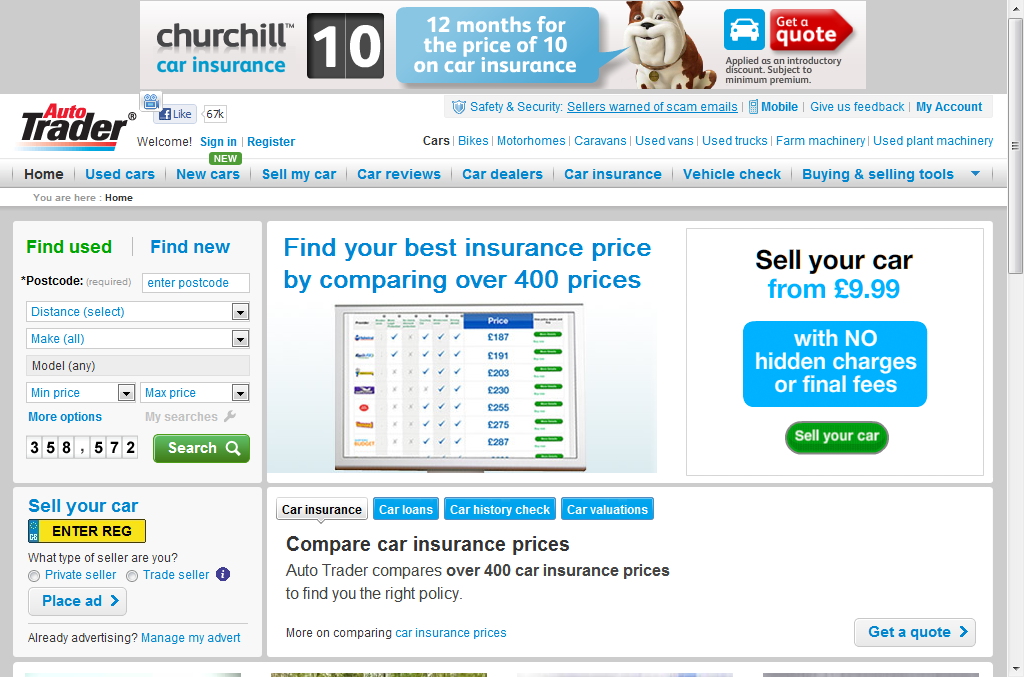 churchill™
car insurance
10
12 months for
the price of 10
on car insurance
Get a
quote
Applied as an introductory
discount. Subject to
minimum premium.
Auto
Trader®
Like
67k
Safety & Security: Sellers warned of scam emails | Mobile | Give us feedback | My Account
Welcome! Sign in | Register
Cars | Bikes | Motorhomes | Caravans | Used vans | Used trucks | Farm machinery | Used plant machinery
NEW
Home Used cars New cars Sell my car Car reviews Car dealers Car insurance Vehicle check Buying & selling tools
You are here : Home
Find used Find new
*Postcode: (required) enter postcode
Distance (select)
Make (all)
Model (any)
Min price Max price
More options My searches
358,572 Search
Find your best insurance price
by comparing over 400 prices
Price
£187
£191
£203
£230
£255
£275
£287
Sell your car
from £9.99
with NO
hidden charges
or final fees
Sell your car
Sell your car
GB ENTER REG
What type of seller are you?
Private seller Trade seller i
Place ad
Already advertising? Manage my advert
Car insurance Car loans Car history check Car valuations
Compare car insurance prices
Auto Trader compares over 400 car insurance prices
to find you the right policy.
More on comparing car insurance prices
Get a quote